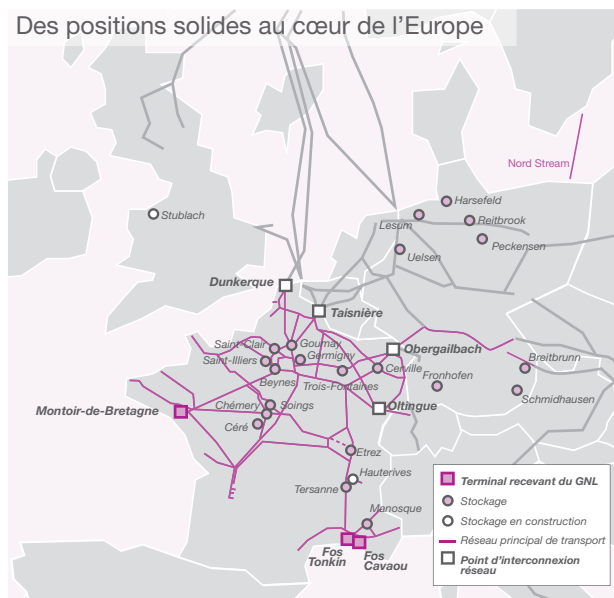 Des positions solides au cœur de l'Europe
Nord Stream
Harsefeld
Stublach
Lesum
Reitbrook
Peckensen
Uelsen
Dunkerque
Taisnière
Saint-Clair
Gournay
Obergailbach
Saint-Illiers
Germigny
Cerville
Breitbrunn
Beynes
Trois-Fontaines
Fronhofen
Schmidhausen
Montoir-de-Bretagne
Chémery
Soings
Oltingue
Céré
Etrez
Hauterives
Tersanne
Manosque
Fos
Tonkin
Fos
Cavaou
Terminal recevant du GNL
Stockage
Stockage en construction
Réseau principal de transport
Point d'interconnexion
réseau